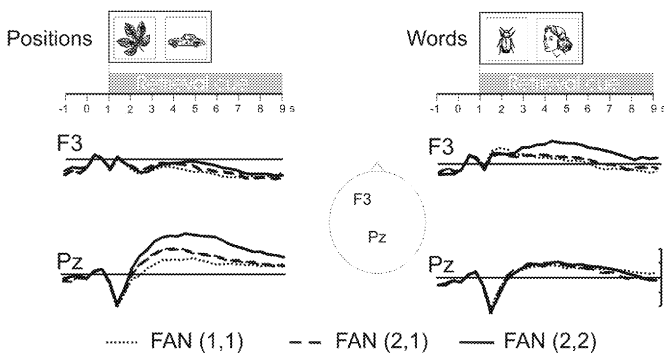 Positions
Words
Retrieval cue
Retrieval cue
-1 0 1 2 3 4 5 6 7 8 9 s
-1 0 1 2 3 4 5 6 7 8 9 s
F3
F3
F3
Pz
Pz
Pz
FAN (1,1) FAN (2,1) FAN (2,2)